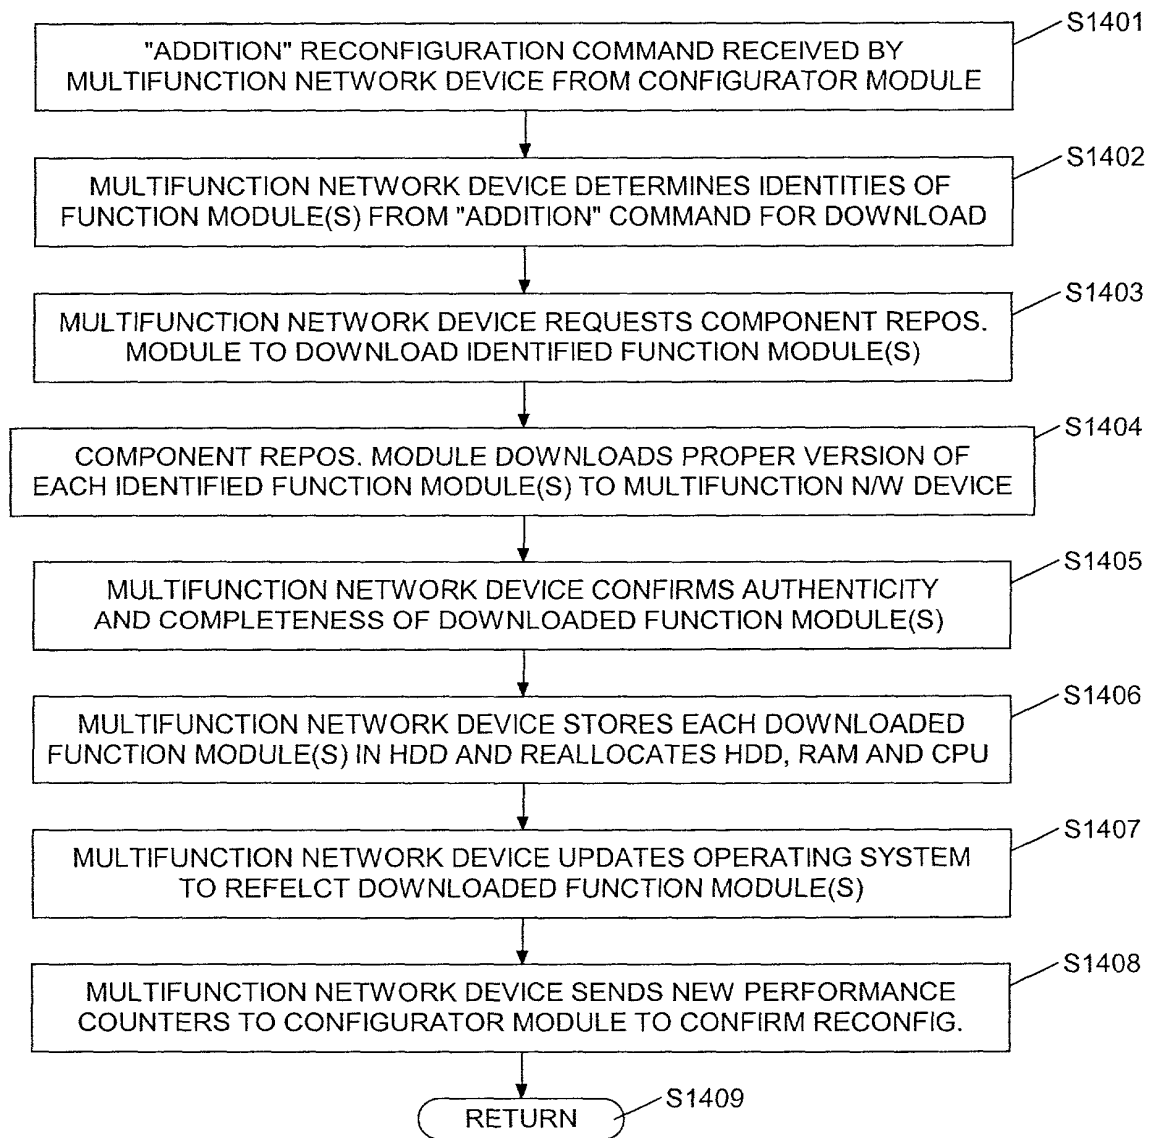 S1401
"ADDITION" RECONFIGURATION COMMAND RECEIVED BY
MULTIFUNCTION NETWORK DEVICE FROM CONFIGURATOR MODULE
S1402
MULTIFUNCTION NETWORK DEVICE DETERMINES IDENTITIES OF
FUNCTION MODULE(S) FROM "ADDITION" COMMAND FOR DOWNLOAD
S1403
MULTIFUNCTION NETWORK DEVICE REQUESTS COMPONENT REPOS.
MODULE TO DOWNLOAD IDENTIFIED FUNCTION MODULE(S)
S1404
COMPONENT REPOS. MODULE DOWNLOADS PROPER VERSION OF
EACH IDENTIFIED FUNCTION MODULE(S) TO MULTIFUNCTION N/W DEVICE
S1405
MULTIFUNCTION NETWORK DEVICE CONFIRMS AUTHENTICITY
AND COMPLETENESS OF DOWNLOADED FUNCTION MODULE(S)
S1406
MULTIFUNCTION NETWORK DEVICE STORES EACH DOWNLOADED
FUNCTION MODULE(S) IN HDD AND REALLOCATES HDD, RAM AND CPU
S1407
MULTIFUNCTION NETWORK DEVICE UPDATES OPERATING SYSTEM
TO REFELCT DOWNLOADED FUNCTION MODULE(S)
S1408
MULTIFUNCTION NETWORK DEVICE SENDS NEW PERFORMANCE
COUNTERS TO CONFIGURATOR MODULE TO CONFIRM RECONFIG.
S1409
RETURN